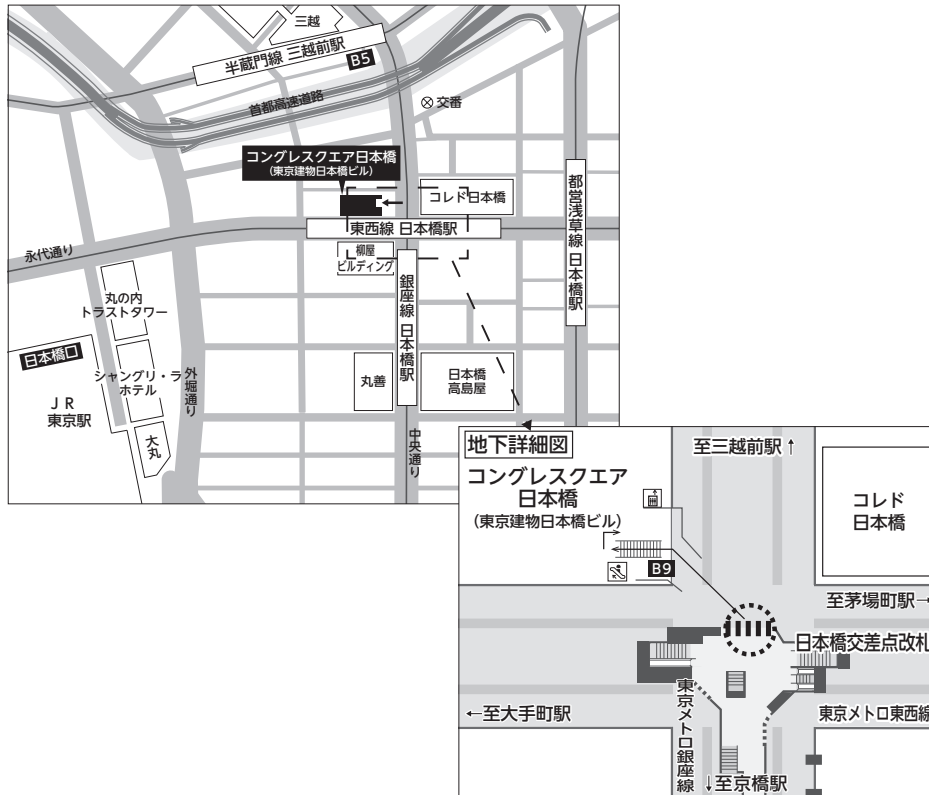 三越
半蔵門線 三越前駅
B5
首都高速道路
交番
コングレスクエア日本橋
(東京建物日本橋ビル)
コレド日本橋
東西線 日本橋駅
都営浅草線 日本橋駅
永代通り
柳屋
ビルディング
銀座線 日本橋駅
丸の内
トラストタワー
日本橋口
シャングリ・ラ
ホテル
外堀通り
丸善
日本橋
高島屋
JR
東京駅
大丸
中央通り
地下詳細図
至三越前駅↑
コングレスクエア
日本橋
(東京建物日本橋ビル)
コレド
日本橋
B9
至茅場町駅→
日本橋交差点改札
東京メトロ銀座線
←至大手町駅
東京メトロ東西線
↓至京橋駅